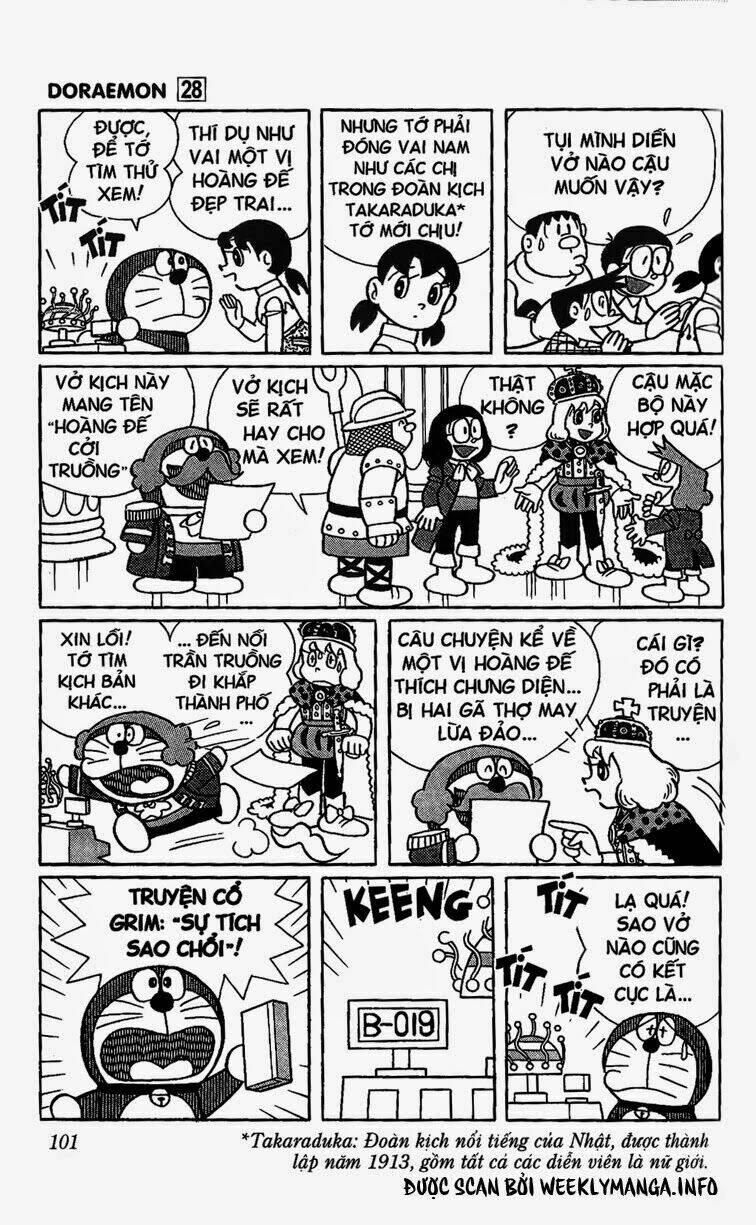 DORAEMON 28
TỤI MÌNH DIỄN
VỞ NÀO CẬU
MUỐN VẬY?
NHƯNG TỚ PHẢI
ĐÓNG VAI NAM
NHƯ CÁC CHỊ
TRONG ĐOÀN KỊCH
TAKARADUKA*
TỚ MỚI CHỊU!
THÍ DỤ NHƯ
VAI MỘT VỊ
HOÀNG ĐẾ
ĐẸP TRAI...
ĐƯỢC,
ĐỂ TỚ
TÌM THỬ
XEM!
TÍT
TÍT
CẬU MẶC
BỘ NÀY
HỢP QUÁ!
THẬT
KHÔNG
?
VỞ KỊCH
SẼ RẤT
HAY CHO
MÀ XEM!
VỞ KỊCH NÀY
MANG TÊN
"HOÀNG ĐẾ
CỞI
TRUỒNG"
CÁI GÌ?
ĐÓ CÓ
PHẢI LÀ
TRUYỆN
...
CÂU CHUYỆN KỂ VỀ
MỘT VỊ HOÀNG ĐẾ
THÍCH CHƯNG DIỆN...
BỊ HAI GÃ THỢ MAY
LỪA ĐẢO...
... ĐẾN NỖI
TRẦN TRUỒNG
ĐI KHẮP
THÀNH PHỐ
...
XIN LỖI!
TỚ TÌM
KỊCH BẢN
KHÁC...
LẠ QUÁ!
SAO VỞ
NÀO CŨNG
CÓ KẾT
CỤC LÀ...
TÍT
TÍT
TÍT
KEENG
B-019
TRUYỆN CỔ
GRIM: "SỰ TÍCH
SAO CHỔI"!
101
*Takaraduka: Đoàn kịch nổi tiếng của Nhật, được thành
lập năm 1913, gồm tất cả các diễn viên là nữ giới.
ĐƯỢC SCAN BỞI WEEKLYMANGA.INFO